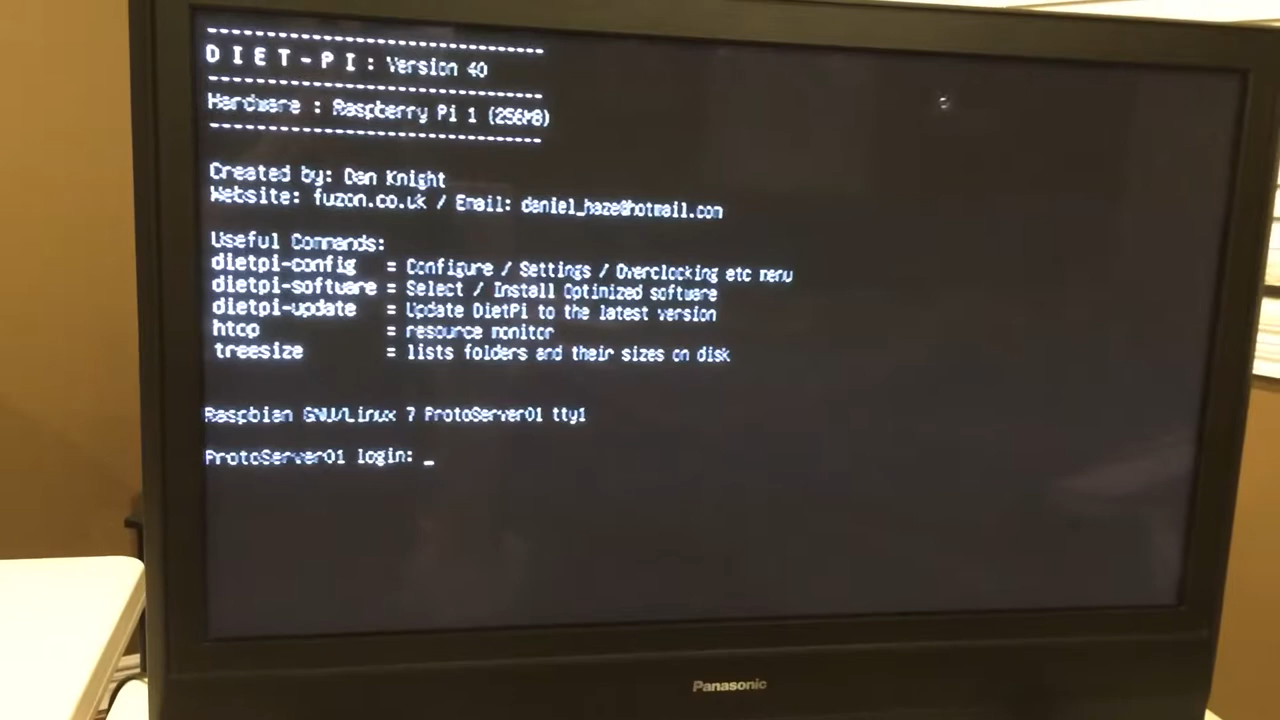 ------------------------------
D I E T - P I : Version 40
------------------------------
Hardware : Raspberry Pi 1 (256MB)
------------------------------
Created by: Dan Knight
Website: fuzon.co.uk / Email: daniel_haze@hotmail.com
Useful Commands:
dietpi-config = Configure / Settings / Overclocking etc menu
dietpi-software = Select / Install Optimized software
dietpi-update = Update DietPi to the latest version
htop = resource monitor
treesize = lists folders and their sizes on disk
Raspbian GNU/Linux 7 ProtoServer01 tty1
ProtoServer01 login: _
Panasonic